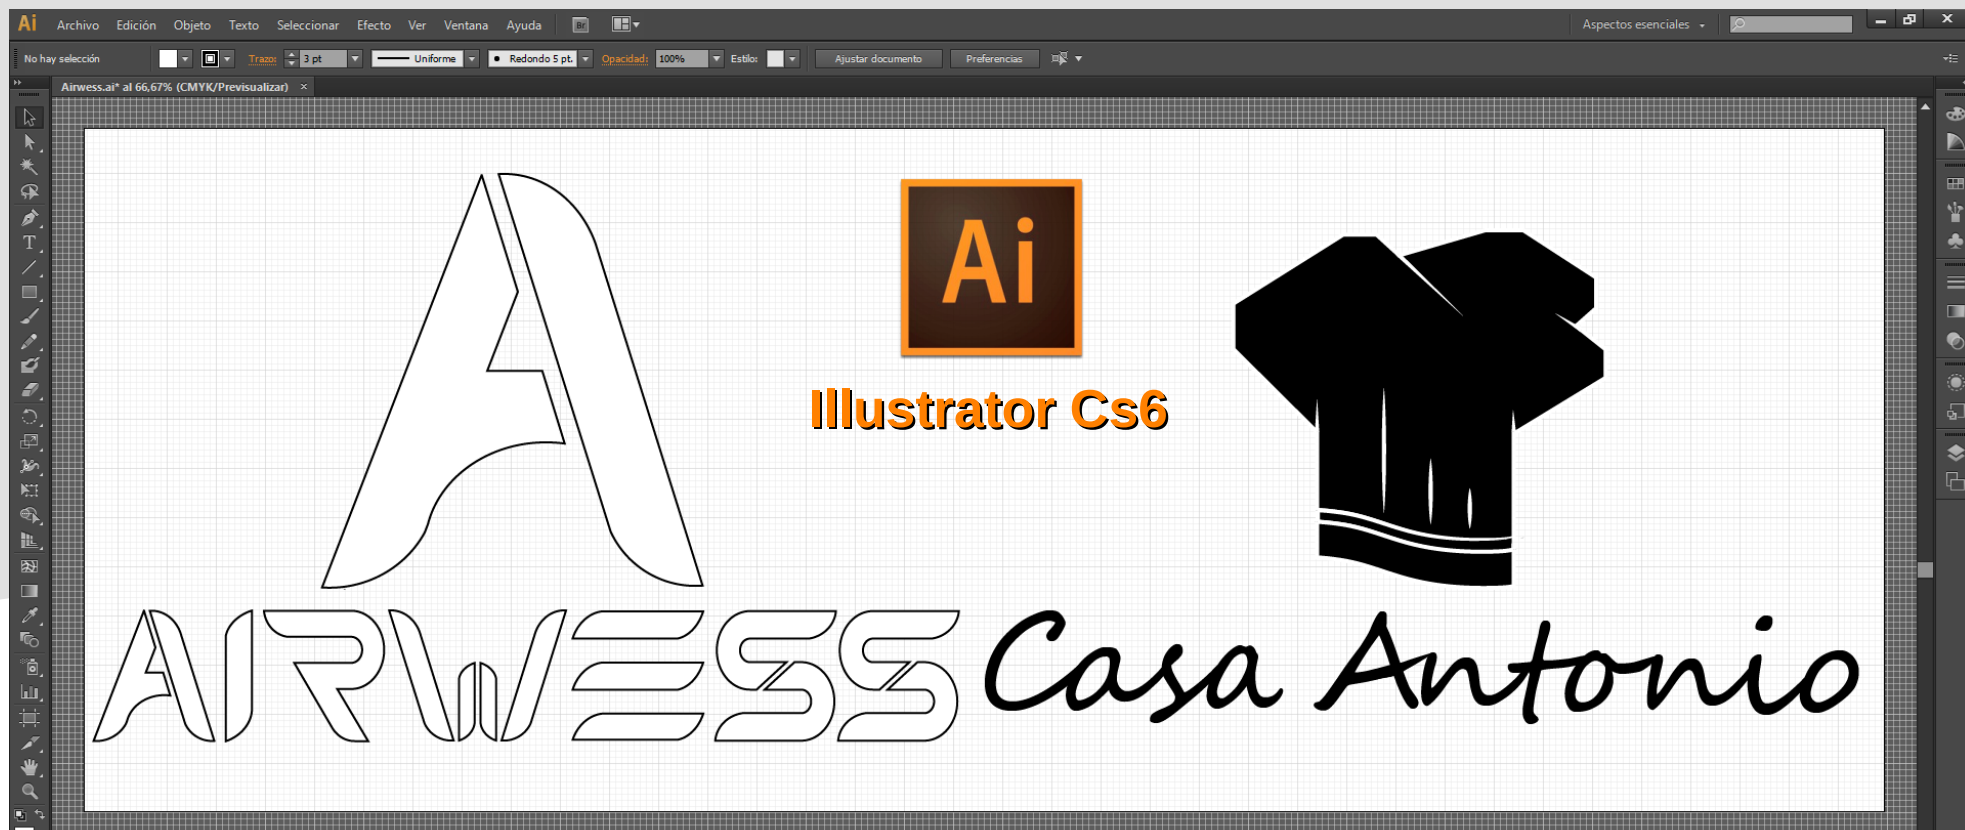 Ai Archivo Edición Objeto Texto Seleccionar Efecto Ver Ventana Ayuda Br Aspectos esenciales
No hay selección Trazo: 3 pt Uniforme Redondo 5 pt. Opacidad: 100% Estilo: Ajustar documento Preferencias
Airwess.ai* al 66,67% (CMYK/Previsualizar) ×
T
A
Ai
Illustrator Cs6
AIRWESS
Casa Antonio